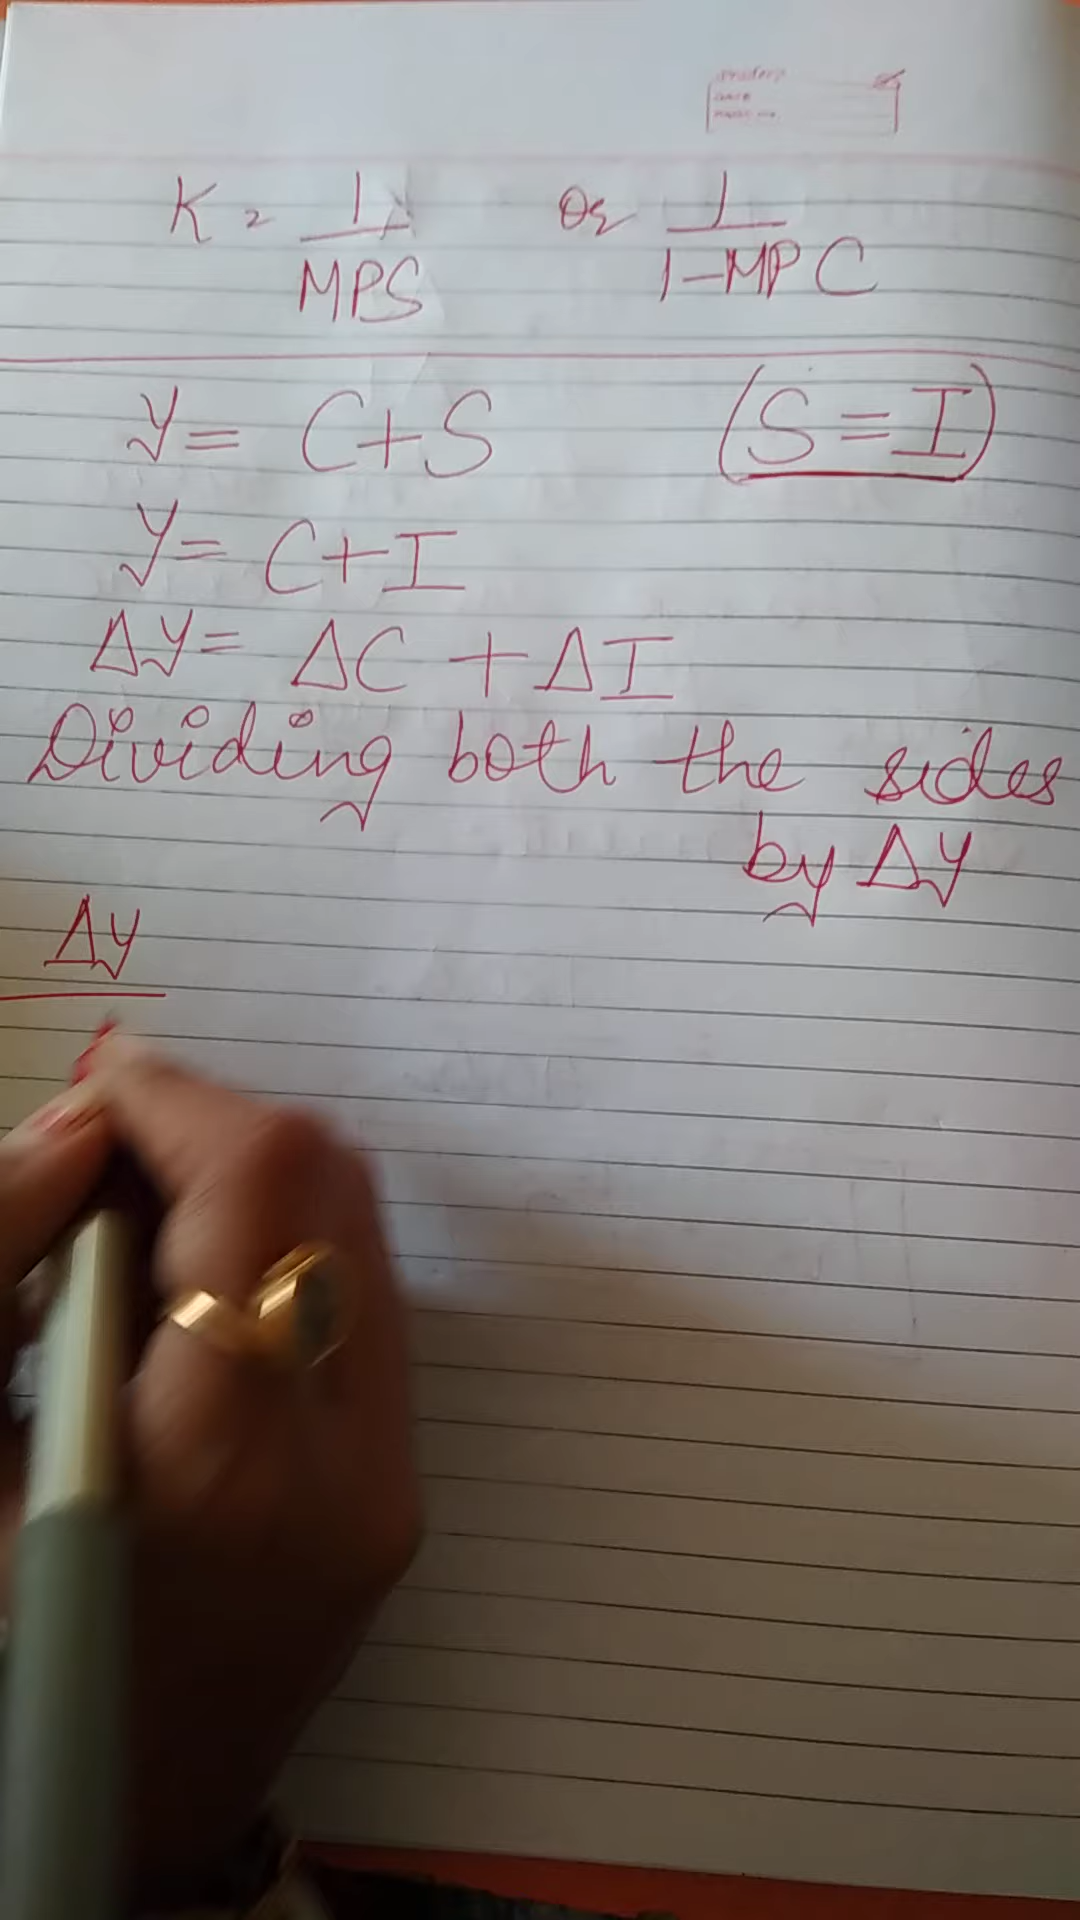 K = 1/MPS Or 1/1-MPC
Y = C+S (S = I)
Y = C+I
ΔY = ΔC + ΔI
Dividing both the sides
by ΔY
ΔY